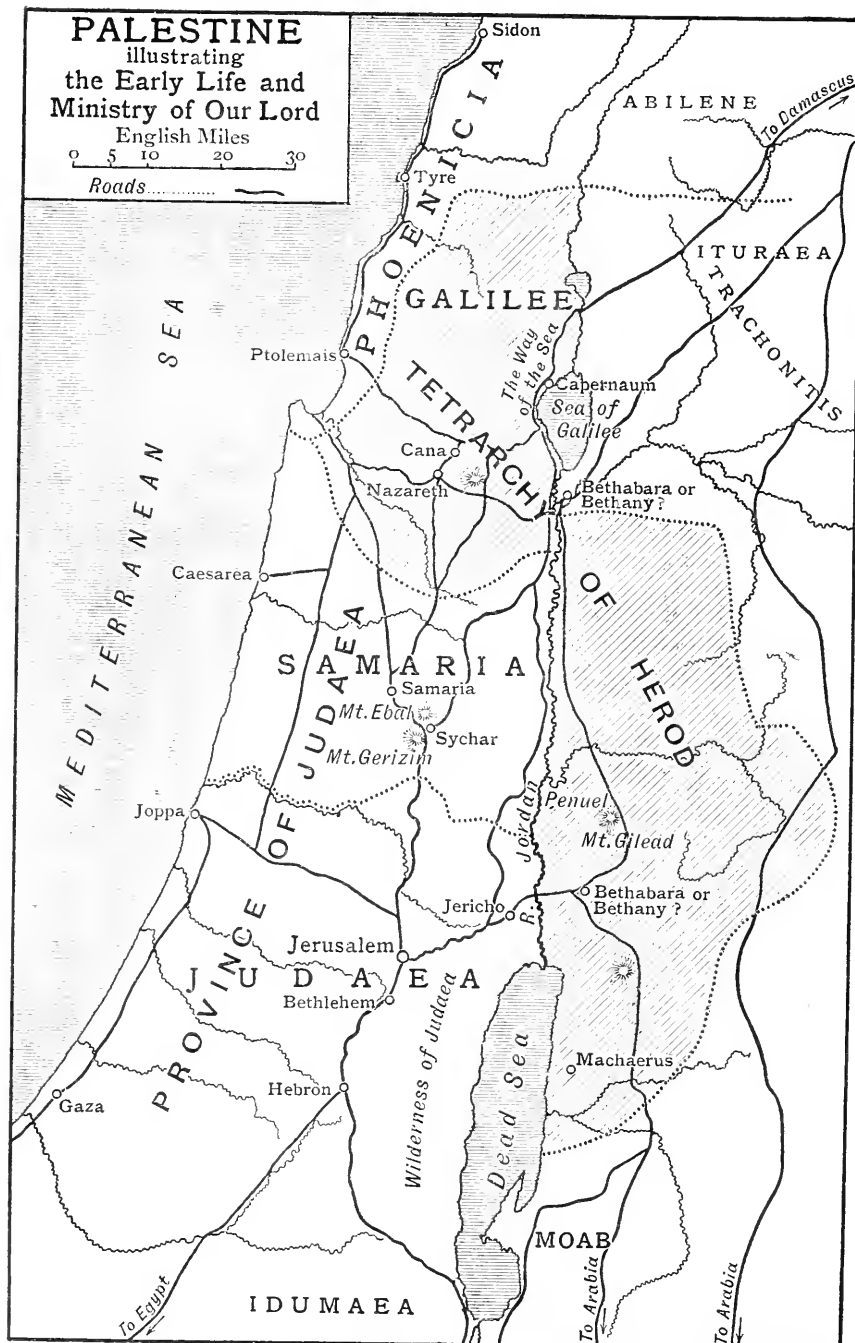 PALESTINE
illustrating
the Early Life and
Ministry of Our Lord
English Miles
0 5 10 20 30
Roads..............
Sidon
ABILENE
To Damascus
PHOENICIA
Tyre
ITURAEA
TRACHONITIS
GALILEE
MEDITERRANEAN SEA
Ptolemais
The Way
of the Sea
Capernaum
Sea of
Galilee
TETRARCHY
OF HEROD
Cana
Nazareth
Bethabara or
Bethany?
Caesarea
SAMARIA
Samaria
Mt. Ebal
Sychar
Mt. Gerizim
PROVINCE OF JUDAEA
Joppa
R. Jordan
Penuel
Mt. Gilead
Jericho
Bethabara or
Bethany ?
Jerusalem
JUDAEA
Bethlehem
Wilderness of Judaea
Dead Sea
Machaerus
Hebron
Gaza
MOAB
IDUMAEA
To Egypt
To Arabia
To Arabia